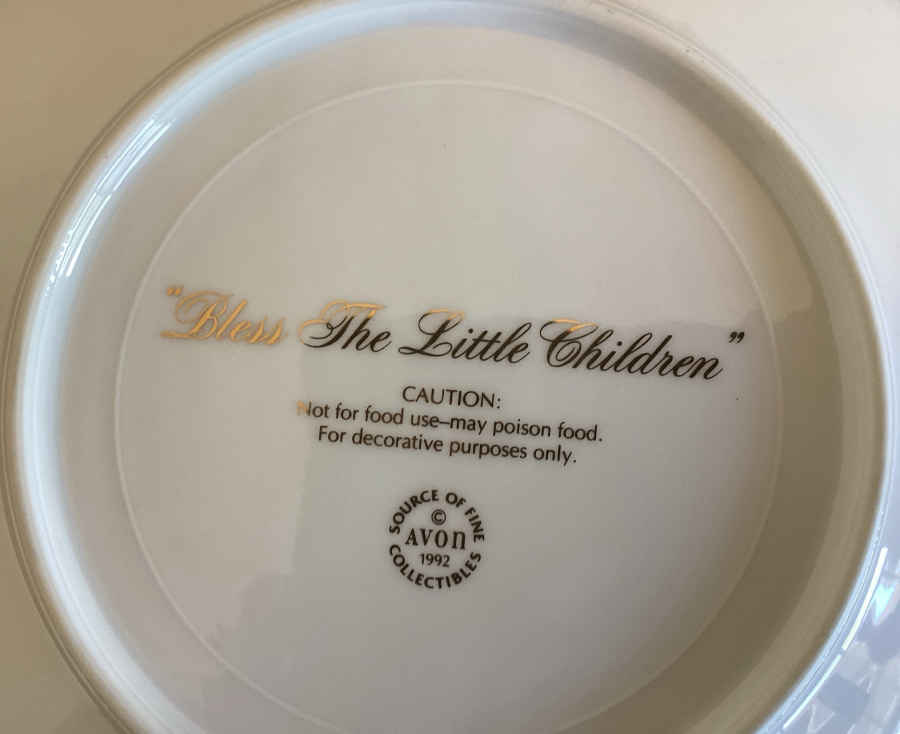 "Bless The Little Children"
CAUTION:
Not for food use–may poison food.
For decorative purposes only.
SOURCE OF FINE
©
AVON
1992
COLLECTIBLES